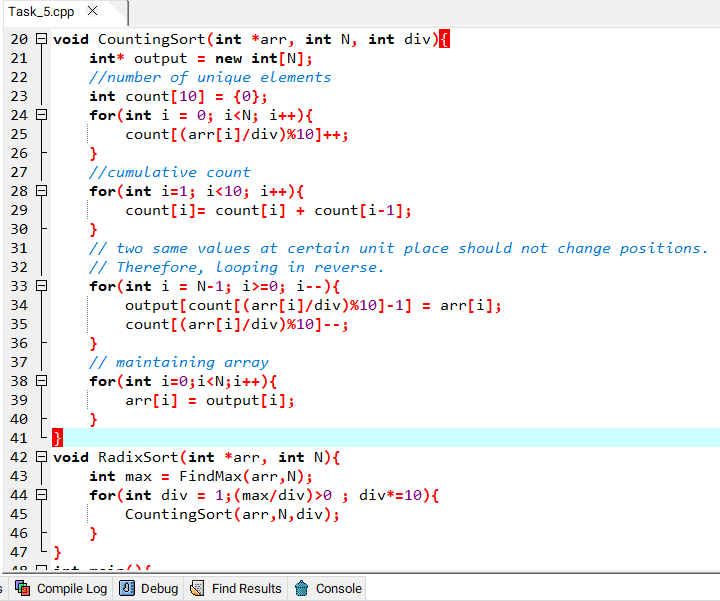 Task_5.cpp
20 void CountingSort(int *arr, int N, int div){
21 int* output = new int[N];
22 //number of unique elements
23 int count[10] = {0};
24 for(int i = 0; i<N; i++){
25 count[(arr[i]/div)%10]++;
26 }
27 //cumulative count
28 for(int i=1; i<10; i++){
29 count[i]= count[i] + count[i-1];
30 }
31 // two same values at certain unit place should not change positions.
32 // Therefore, looping in reverse.
33 for(int i = N-1; i>=0; i--){
34 output[count[(arr[i]/div)%10]-1] = arr[i];
35 count[(arr[i]/div)%10]--;
36 }
37 // maintaining array
38 for(int i=0;i<N;i++){
39 arr[i] = output[i];
40 }
41 }
42 void RadixSort(int *arr, int N){
43 int max = FindMax(arr,N);
44 for(int div = 1;(max/div)>0 ; div*=10){
45 CountingSort(arr,N,div);
46 }
47 }
48 int main(){
Compile Log Debug Find Results Console